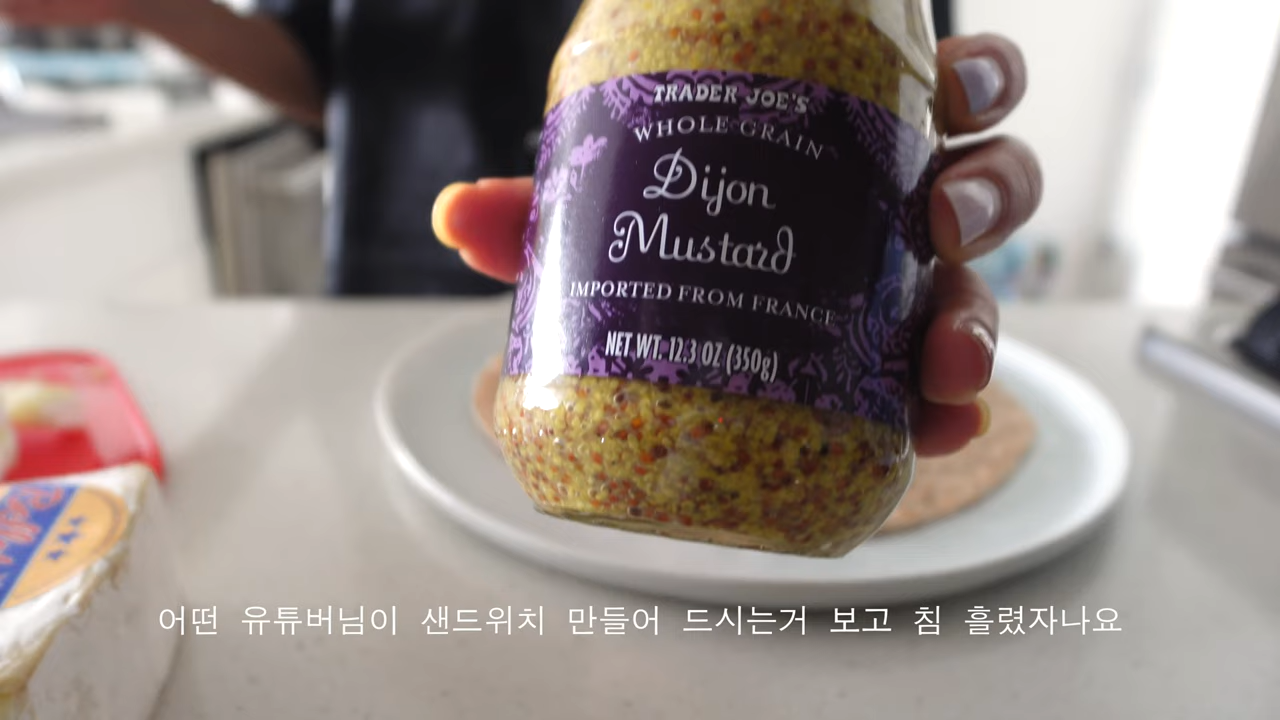 TRADER JOE'S
WHOLE GRAIN
Dijon
Mustard
IMPORTED FROM FRANCE
NET WT. 12.3 OZ (350g)
어떤 유튜버님이 샌드위치 만들어 드시는거 보고 침 흘렸자나요